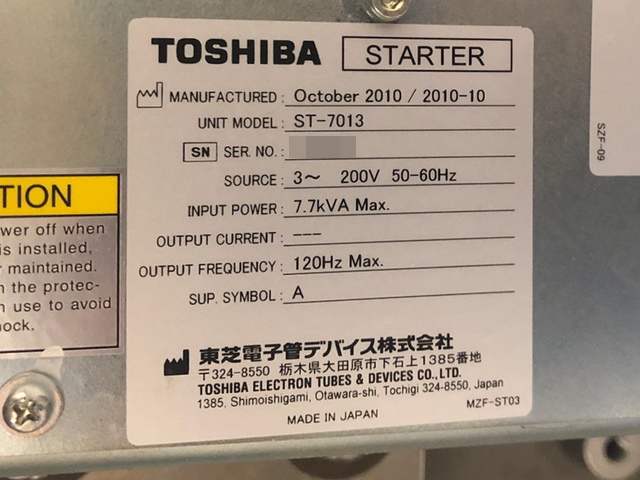 TOSHIBA STARTER
MANUFACTURED : October 2010 / 2010-10
UNIT MODEL : ST-7013
SN SER. NO. :
SOURCE : 3～ 200V 50-60Hz
INPUT POWER : 7.7kVA Max.
OUTPUT CURRENT : ---
OUTPUT FREQUENCY : 120Hz Max.
SUP. SYMBOL : A
東芝電子管デバイス株式会社
〒324-8550 栃木県大田原市下石上1385番地
TOSHIBA ELECTRON TUBES & DEVICES CO., LTD.
1385, Shimoishigami, Otawara-shi, Tochigi 324-8550, Japan
MZF-ST03
MADE IN JAPAN
TION
wer off when
is installed,
maintained.
n the protec-
n use to avoid
ock.
SZF-09